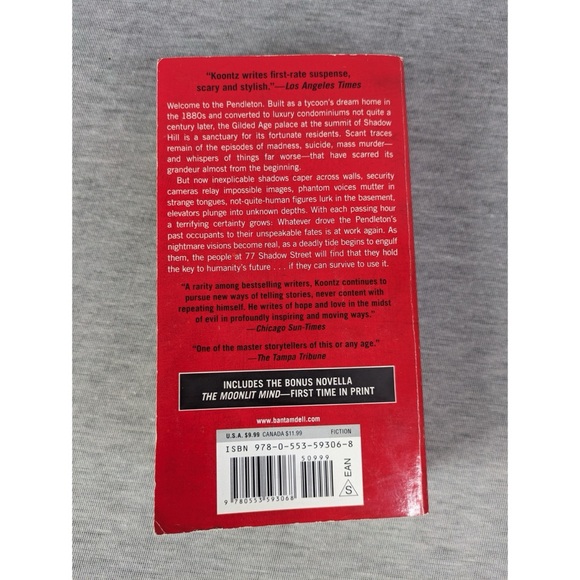 “Koontz writes first-rate suspense,
scary and stylish.”—Los Angeles Times
Welcome to the Pendleton. Built as a tycoon’s dream home in
the 1880s and converted to luxury condominiums not quite a
century later, the Gilded Age palace at the summit of Shadow
Hill is a sanctuary for its fortunate residents. Scant traces
remain of the episodes of madness, suicide, mass murder—
and whispers of things far worse—that have scarred its
grandeur almost from the beginning.
But now inexplicable shadows caper across walls, security
cameras relay impossible images, phantom voices mutter in
strange tongues, not-quite-human figures lurk in the basement,
elevators plunge into unknown depths. With each passing hour
a terrifying certainty grows: Whatever drove the Pendleton’s
past occupants to their unspeakable fates is at work again. As
nightmare visions become real, as a deadly tide begins to engulf
them, the people at 77 Shadow Street will find that they hold
the key to humanity’s future . . . if they can survive to use it.
“A rarity among bestselling writers, Koontz continues to
pursue new ways of telling stories, never content with
repeating himself. He writes of hope and love in the midst
of evil in profoundly inspiring and moving ways.”
—Chicago Sun-Times
“One of the master storytellers of this or any age.”
—The Tampa Tribune
INCLUDES THE BONUS NOVELLA
THE MOONLIT MIND—FIRST TIME IN PRINT
www.bantamdell.com
U.S.A. $9.99 CANADA $11.99 FICTION
ISBN 978-0-553-59306-8
50999
9 780553 593068
S EAN